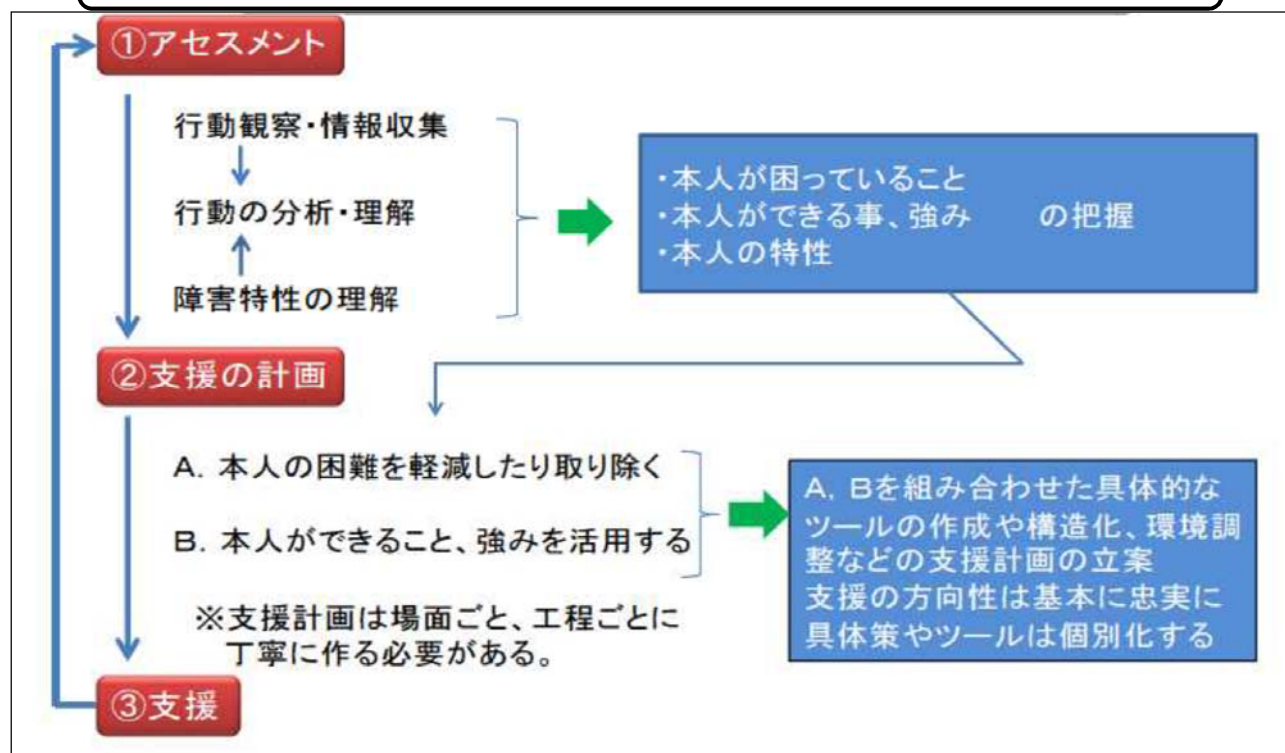 ①アセスメント
行動観察・情報収集
行動の分析・理解
障害特性の理解
・本人が困っていること
・本人ができる事、強み　　の把握
・本人の特性
②支援の計画
A. 本人の困難を軽減したり取り除く
B. 本人ができること、強みを活用する
※支援計画は場面ごと、工程ごとに
丁寧に作る必要がある。
A, Bを組み合わせた具体的な
ツールの作成や構造化、環境調
整などの支援計画の立案
支援の方向性は基本に忠実に
具体策やツールは個別化する
③支援